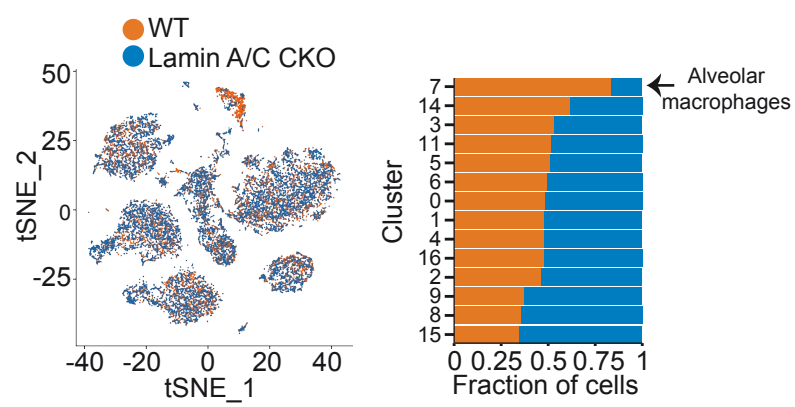 WT
Lamin A/C CKO
50
25
0
-25
tSNE_2
-40 -20 0 20 40
tSNE_1
Cluster
7
14
3
11
5
6
0
1
4
16
2
9
8
15
0 0.25 0.5 0.75 1
Fraction of cells
Alveolar
macrophages